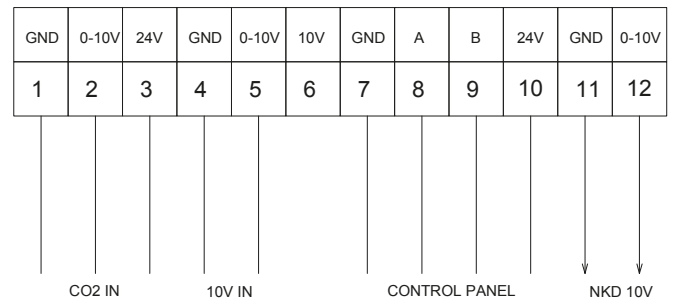 GND 0-10V 24V GND 0-10V 10V GND A B 24V GND 0-10V
1 2 3 4 5 6 7 8 9 10 11 12
CO2 IN 10V IN CONTROL PANEL NKD 10V